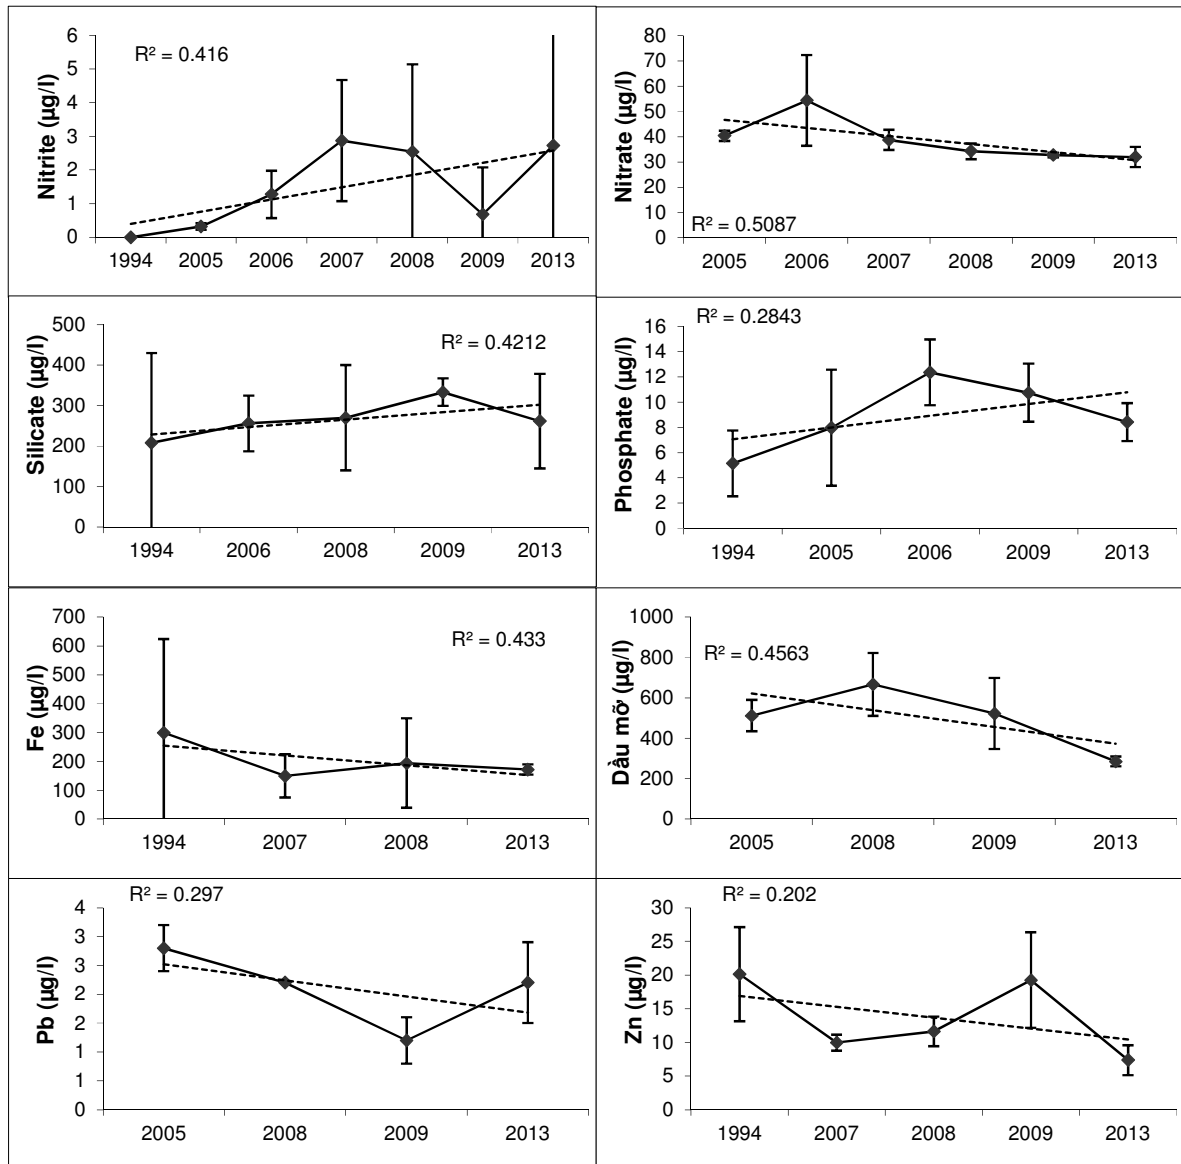 Nitrite (µg/l)
R² = 0.416
6
5
4
3
2
1
0
1994 2005 2006 2007 2008 2009 2013
Nitrate (µg/l)
80
70
60
50
40
30
20
10
0
R² = 0.5087
2005 2006 2007 2008 2009 2013
Silicate (µg/l)
R² = 0.4212
500
400
300
200
100
0
1994 2006 2008 2009 2013
Phosphate (µg/l)
R² = 0.2843
16
14
12
10
8
6
4
2
0
1994 2005 2006 2009 2013
Fe (µg/l)
R² = 0.433
700
600
500
400
300
200
100
0
1994 2007 2008 2013
Dầu mỡ (µg/l)
R² = 0.4563
1000
800
600
400
200
0
2005 2008 2009 2013
Pb (µg/l)
R² = 0.297
4
3
3
2
2
1
1
0
2005 2008 2009 2013
Zn (µg/l)
R² = 0.202
30
25
20
15
10
5
0
1994 2007 2008 2009 2013